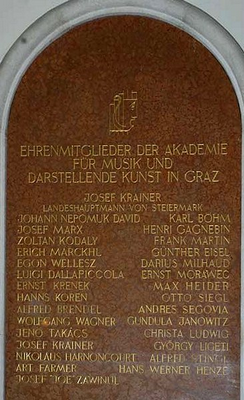 EHRENMITGLIEDER DER AKADEMIE
FÜR MUSIK UND
DARSTELLENDE KUNST IN GRAZ
JOSEF KRAINER
LANDESHAUPTMANN VON STEIERMARK
JOHANN NEPOMUK DAVID KARL BÖHM
JOSEF MARX HENRI GAGNEBIN
ZOLTAN KODALY FRANK MARTIN
ERICH MARCKHL GÜNTHER EISEL
EGON WELLESZ DARIUS MILHAUD
LUIGI DALLAPICCOLA ERNST MORAWEC
ERNST KRENEK MAX HEIDER
HANNS KOREN OTTO SIEGL
ALFRED BRENDEL ANDRES SEGOVIA
WOLFGANG WAGNER GUNDULA JANOWITZ
JENO TAKÁCS CHRISTA LUDWIG
JOSEF KRAINER GYÖRGY LIGETI
NIKOLAUS HARNONCOURT ALFRED STINGL
ART FARMER HANS WERNER HENZE
JOSEF "JOE" ZAWINUL